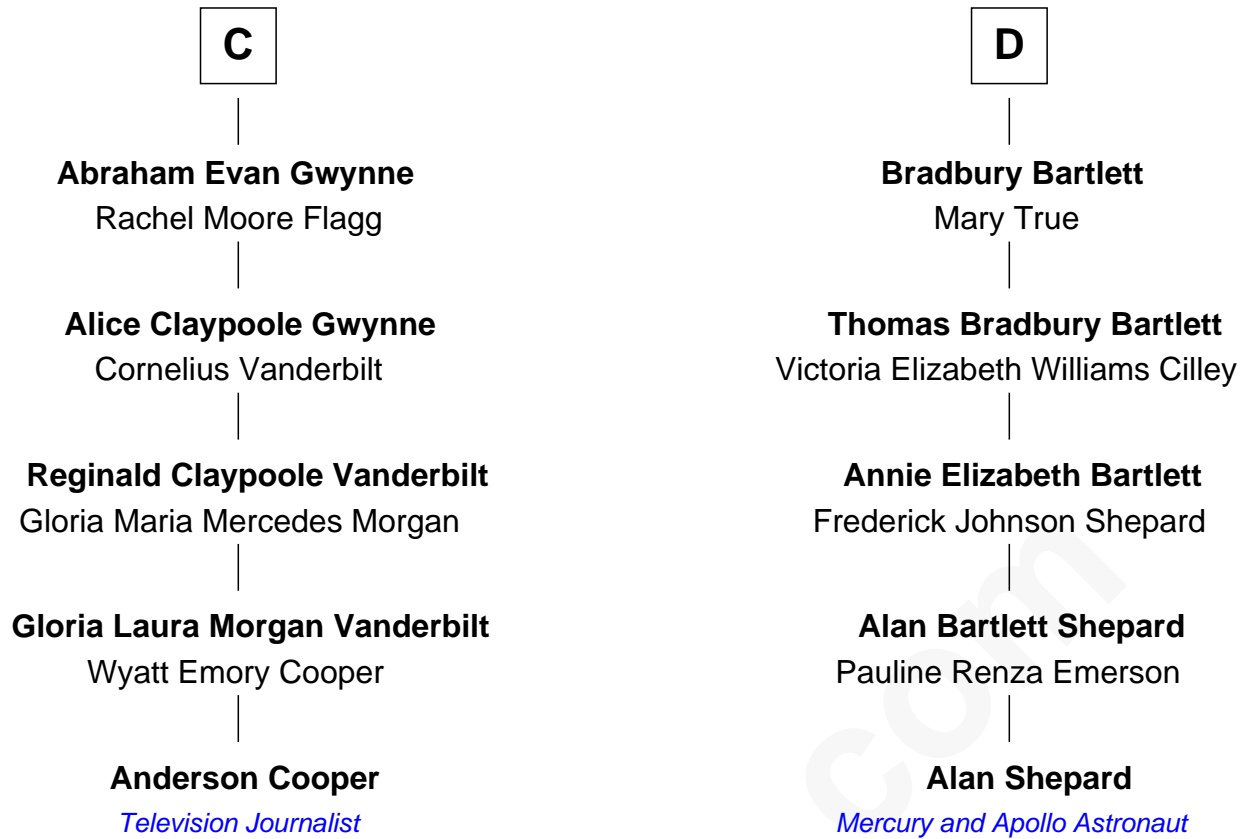 C
Abraham Evan Gwynne
Rachel Moore Flagg
Alice Claypoole Gwynne
Cornelius Vanderbilt
Reginald Claypoole Vanderbilt
Gloria Maria Mercedes Morgan
Gloria Laura Morgan Vanderbilt
Wyatt Emory Cooper
Anderson Cooper
Television Journalist
D
Bradbury Bartlett
Mary True
Thomas Bradbury Bartlett
Victoria Elizabeth Williams Cilley
Annie Elizabeth Bartlett
Frederick Johnson Shepard
Alan Bartlett Shepard
Pauline Renza Emerson
Alan Shepard
Mercury and Apollo Astronaut
com